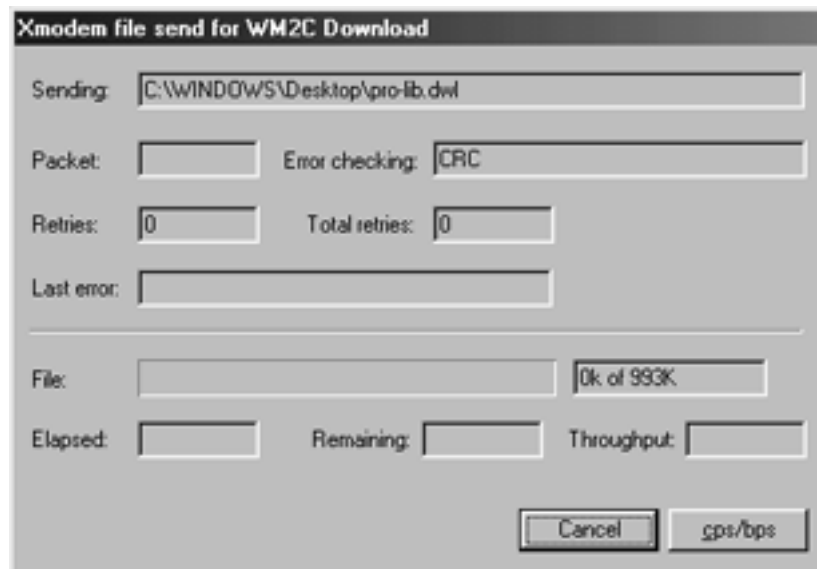 Xmodem file send for WM2C Download
Sending: C:\WINDOWS\Desktop\pro-lib.dwl
Packet: Error checking: CRC
Retries: 0 Total retries: 0
Last error:
File: 0k of 993K
Elapsed: Remaining: Throughput:
Cancel cps/bps